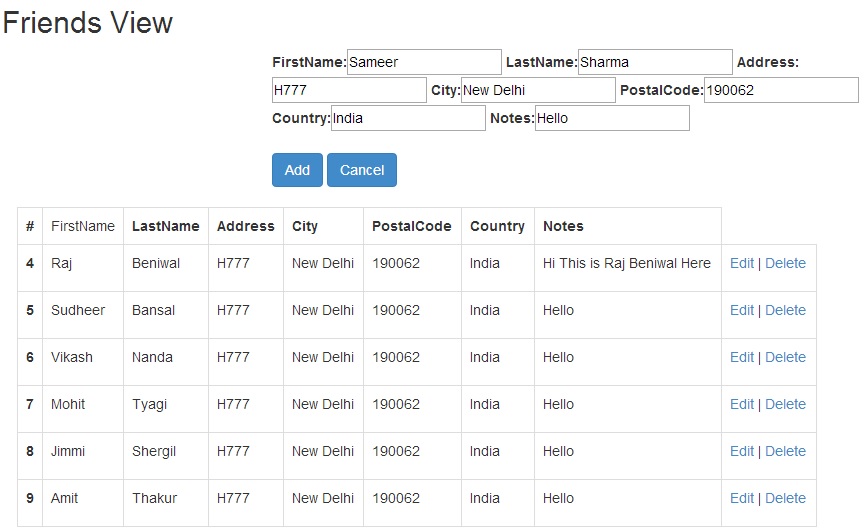 Friends View
FirstName: Sameer LastName: Sharma Address:
H777 City: New Delhi PostalCode: 190062
Country: India Notes: Hello
Add Cancel
# FirstName LastName Address City PostalCode Country Notes
4 Raj Beniwal H777 New Delhi 190062 India Hi This is Raj Beniwal Here Edit | Delete
5 Sudheer Bansal H777 New Delhi 190062 India Hello Edit | Delete
6 Vikash Nanda H777 New Delhi 190062 India Hello Edit | Delete
7 Mohit Tyagi H777 New Delhi 190062 India Hello Edit | Delete
8 Jimmi Shergil H777 New Delhi 190062 India Hello Edit | Delete
9 Amit Thakur H777 New Delhi 190062 India Hello Edit | Delete